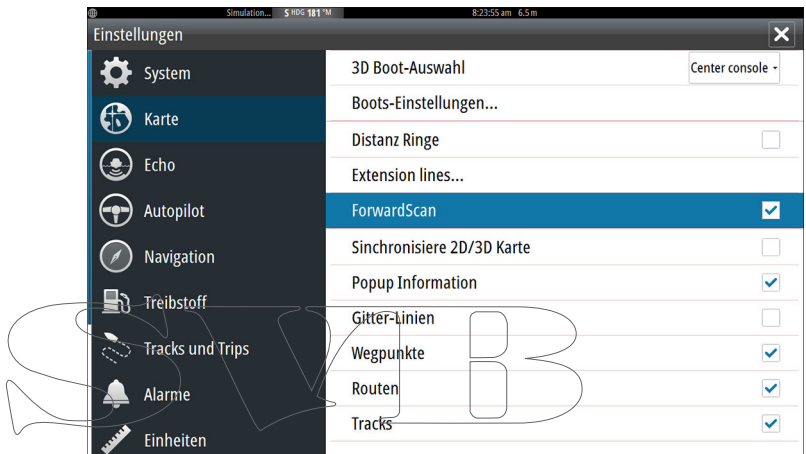 Simulation... S HDG 181 °M 8:23:55 am 6.5 m
Einstellungen
System
Karte
Echo
Autopilot
Navigation
Treibstoff
Tracks und Trips
Alarme
Einheiten
3D Boot-Auswahl Center console
Boots-Einstellungen...
Distanz Ringe
Extension lines...
ForwardScan
Sinchronisiere 2D/3D Karte
Popup Information
Gitter-Linien
Wegpunkte
Routen
Tracks
SVB